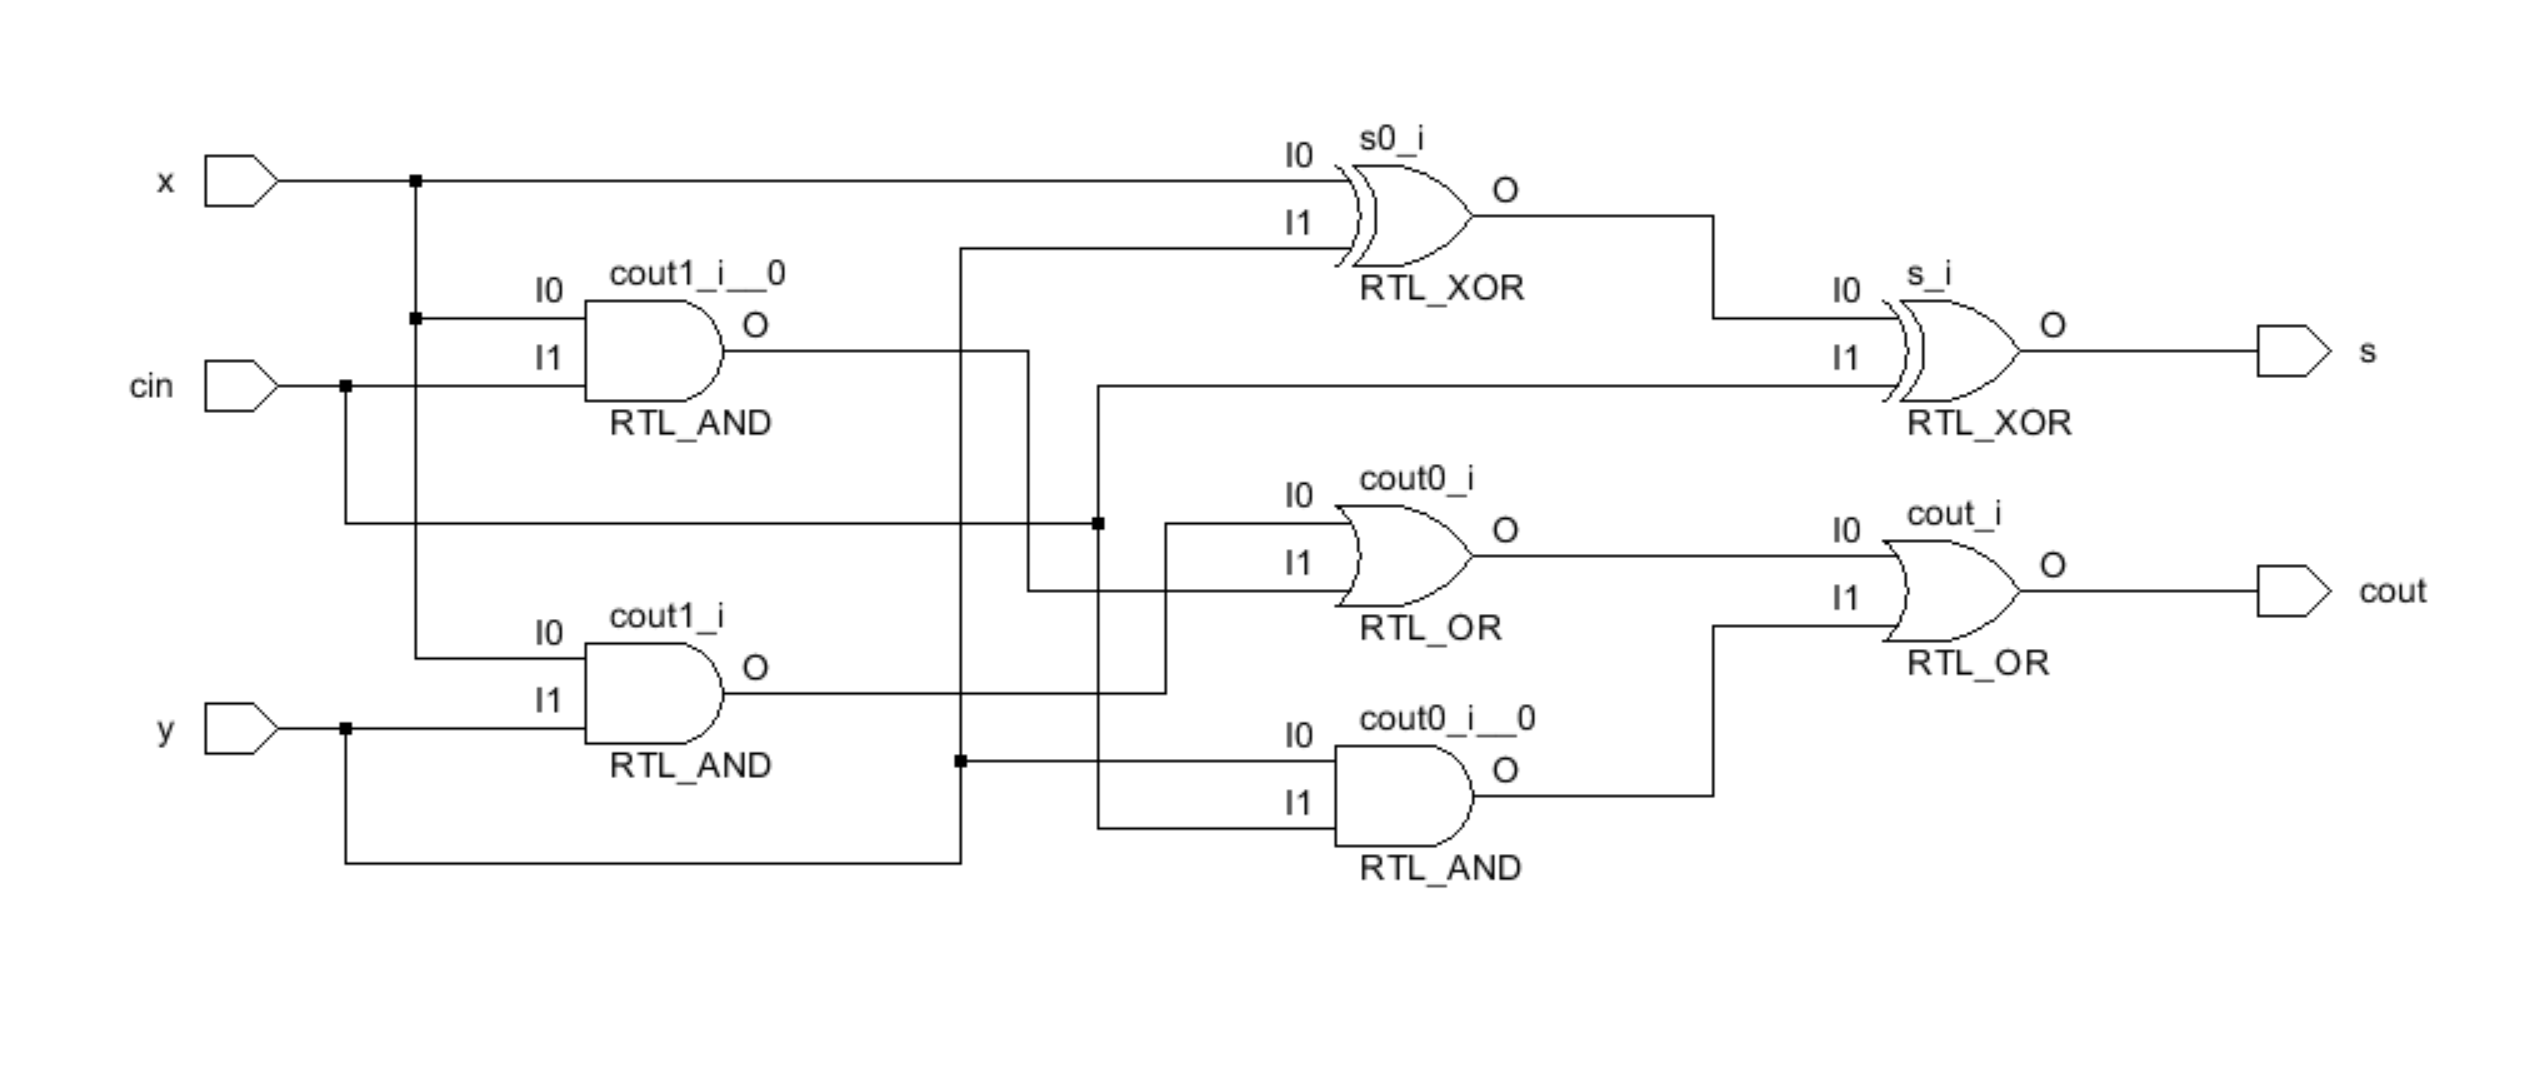 s0_i
I0
x
O
I1
cout1_i__0
RTL_XOR
s_i
I0
I0
O
O
I1
I1
s
cin
RTL_AND
RTL_XOR
cout0_i
I0
cout_i
O
I0
I1
O
cout
I1
cout1_i
RTL_OR
I0
RTL_OR
O
I1
cout0_i__0
y
I0
RTL_AND
O
I1
RTL_AND